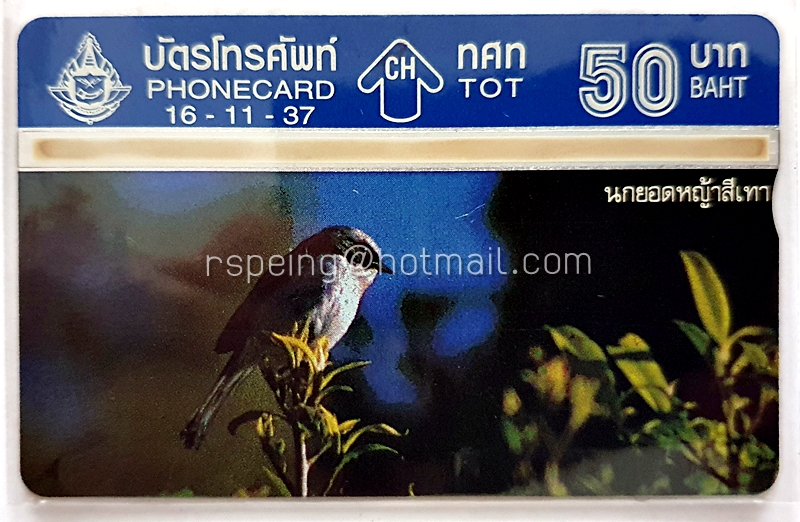 บัตรโทรศัพท์
PHONECARD
16 - 11 - 37
CH
ทศท
TOT
50 บาท
BAHT
นกยอดหญ้าสีเทา
rspeing@hotmail.com